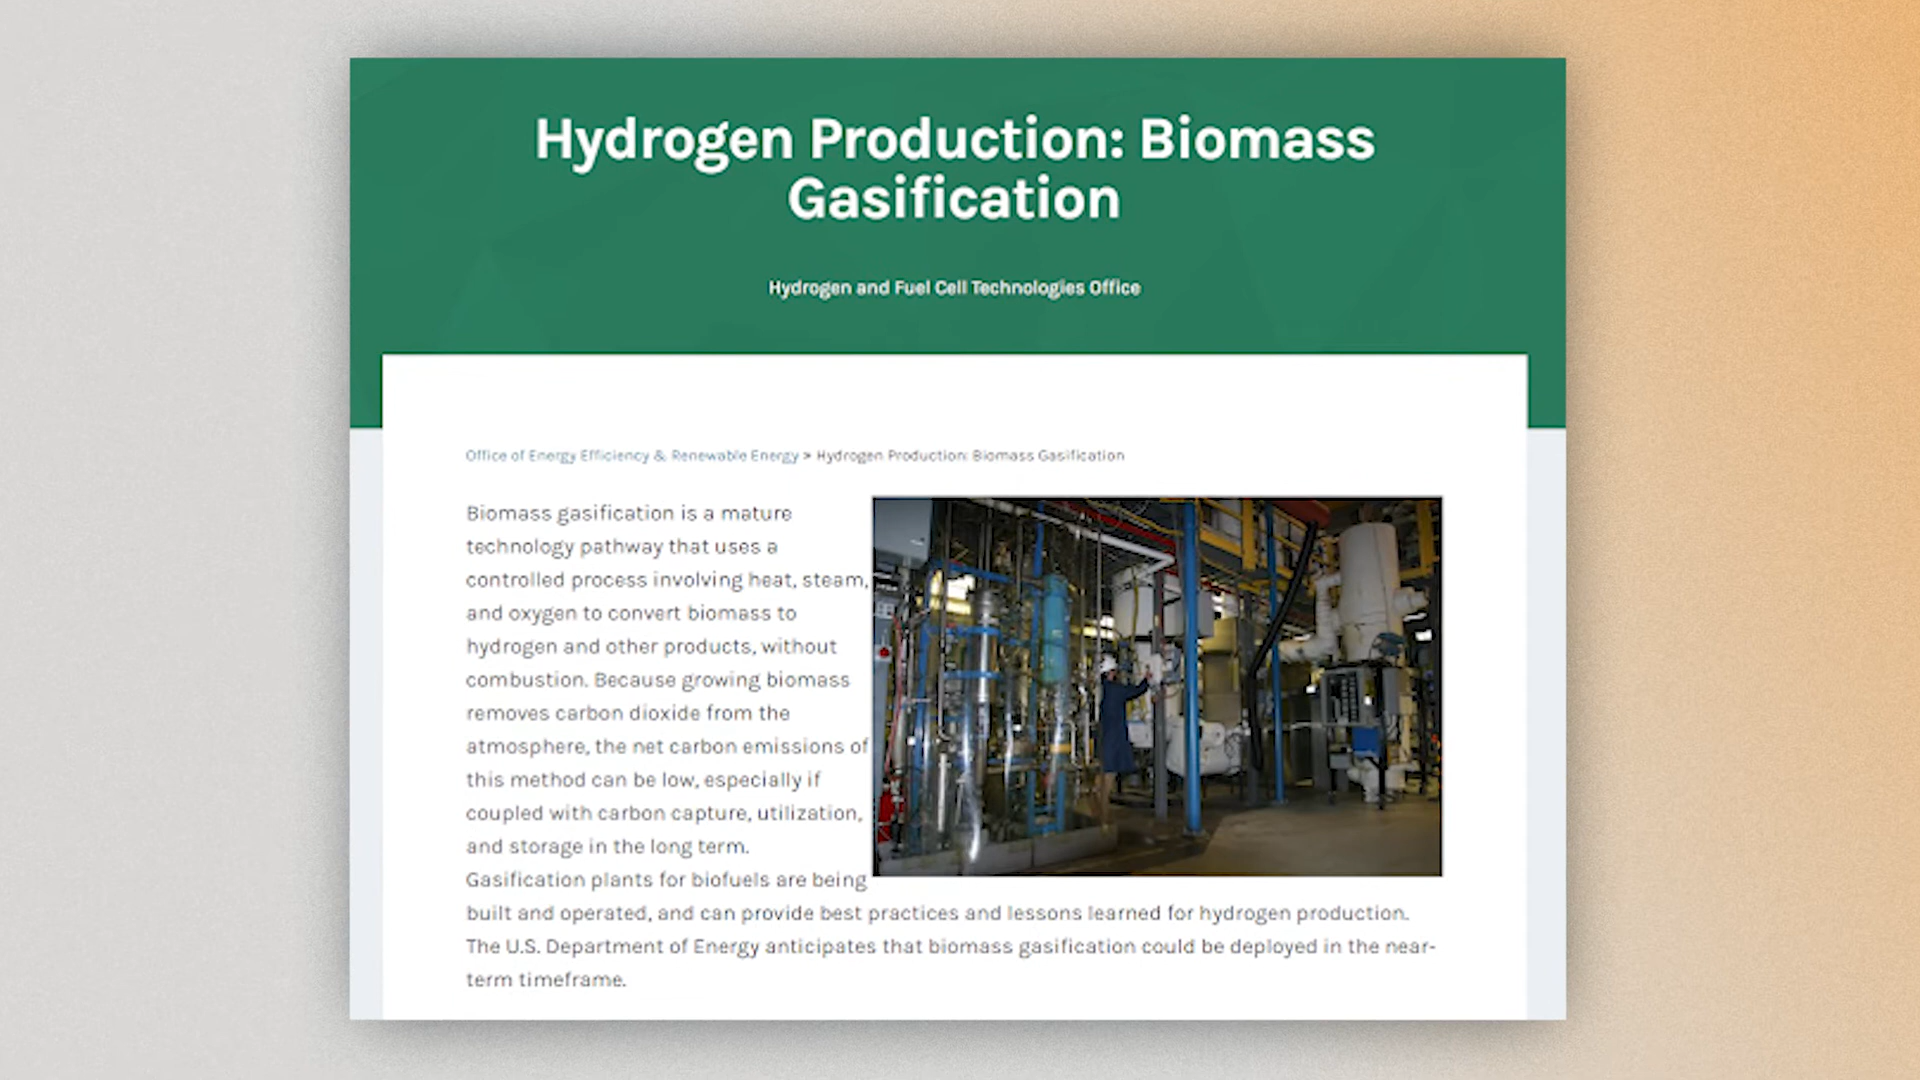 Hydrogen Production: Biomass
Gasification
Hydrogen and Fuel Cell Technologies Office
Office of Energy Efficiency & Renewable Energy » Hydrogen Production: Biomass Gasification
Biomass gasification is a mature
technology pathway that uses a
controlled process involving heat, steam,
and oxygen to convert biomass to
hydrogen and other products, without
combustion. Because growing biomass
removes carbon dioxide from the
atmosphere, the net carbon emissions of
this method can be low, especially if
coupled with carbon capture, utilization,
and storage in the long term.
Gasification plants for biofuels are being
built and operated, and can provide best practices and lessons learned for hydrogen production.
The U.S. Department of Energy anticipates that biomass gasification could be deployed in the near-
term timeframe.